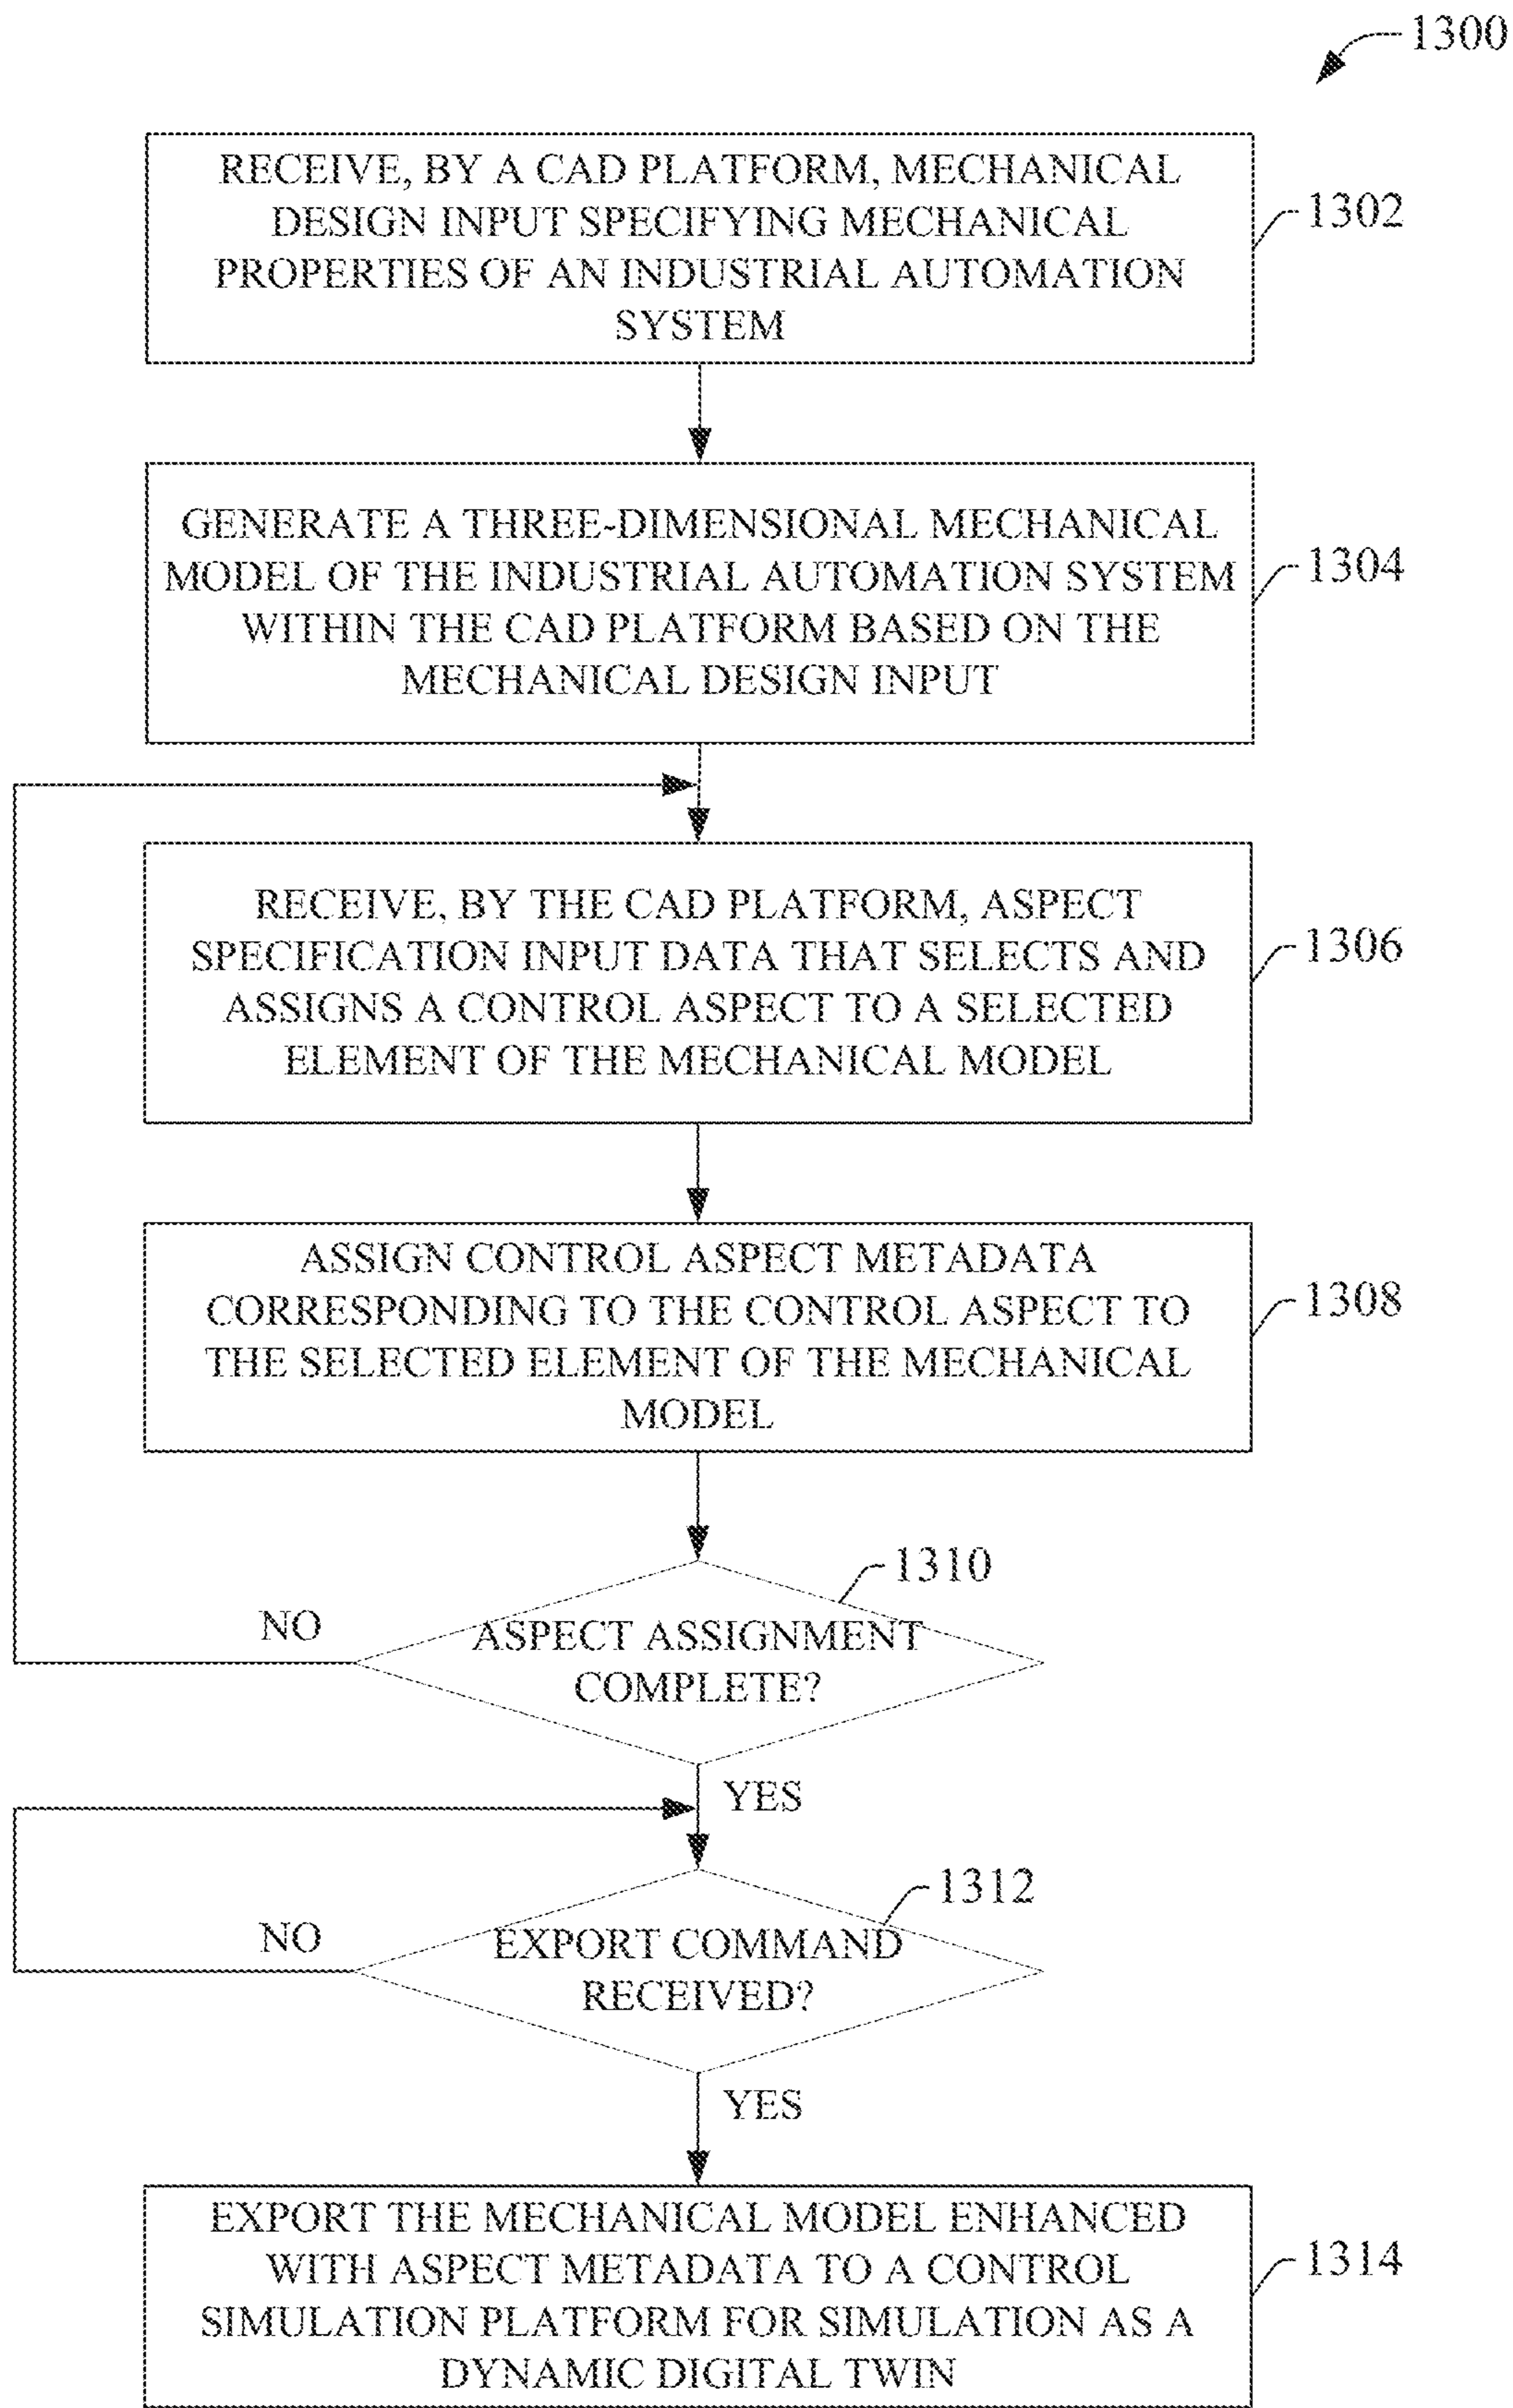 1300
RECEIVE, BY A CAD PLATFORM, MECHANICAL
DESIGN INPUT SPECIFYING MECHANICAL
PROPERTIES OF AN INDUSTRIAL AUTOMATION
SYSTEM
1302
GENERATE A THREE-DIMENSIONAL MECHANICAL
MODEL OF THE INDUSTRIAL AUTOMATION SYSTEM
WITHIN THE CAD PLATFORM BASED ON THE
MECHANICAL DESIGN INPUT
1304
RECEIVE, BY THE CAD PLATFORM, ASPECT
SPECIFICATION INPUT DATA THAT SELECTS AND
ASSIGNS A CONTROL ASPECT TO A SELECTED
ELEMENT OF THE MECHANICAL MODEL
1306
ASSIGN CONTROL ASPECT METADATA
CORRESPONDING TO THE CONTROL ASPECT TO
THE SELECTED ELEMENT OF THE MECHANICAL
MODEL
1308
1310
NO
ASPECT ASSIGNMENT
COMPLETE?
YES
1312
NO
EXPORT COMMAND
RECEIVED?
YES
EXPORT THE MECHANICAL MODEL ENHANCED
WITH ASPECT METADATA TO A CONTROL
SIMULATION PLATFORM FOR SIMULATION AS A
DYNAMIC DIGITAL TWIN
1314